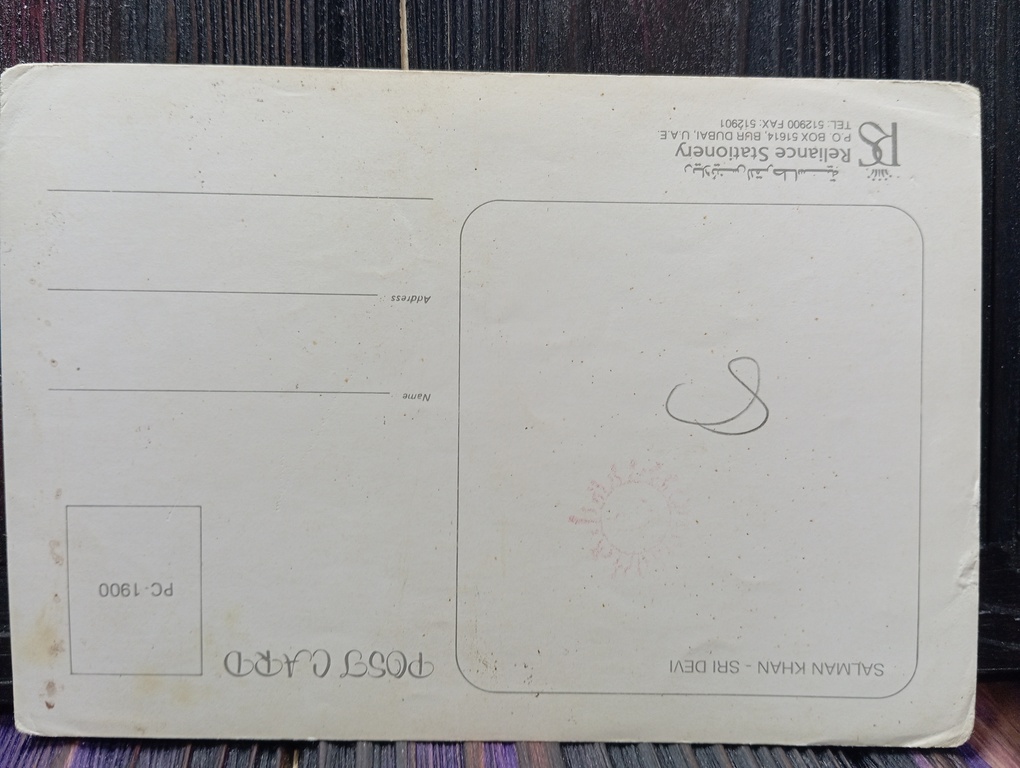 SALMAN KHAN - SRI DEVI
POST CARD
PC-1900
Name
Address
RS
Reliance Stationery
P.O. BOX 51614, BUR DUBAI, U.A.E.
TEL: 512900 FAX: 512901